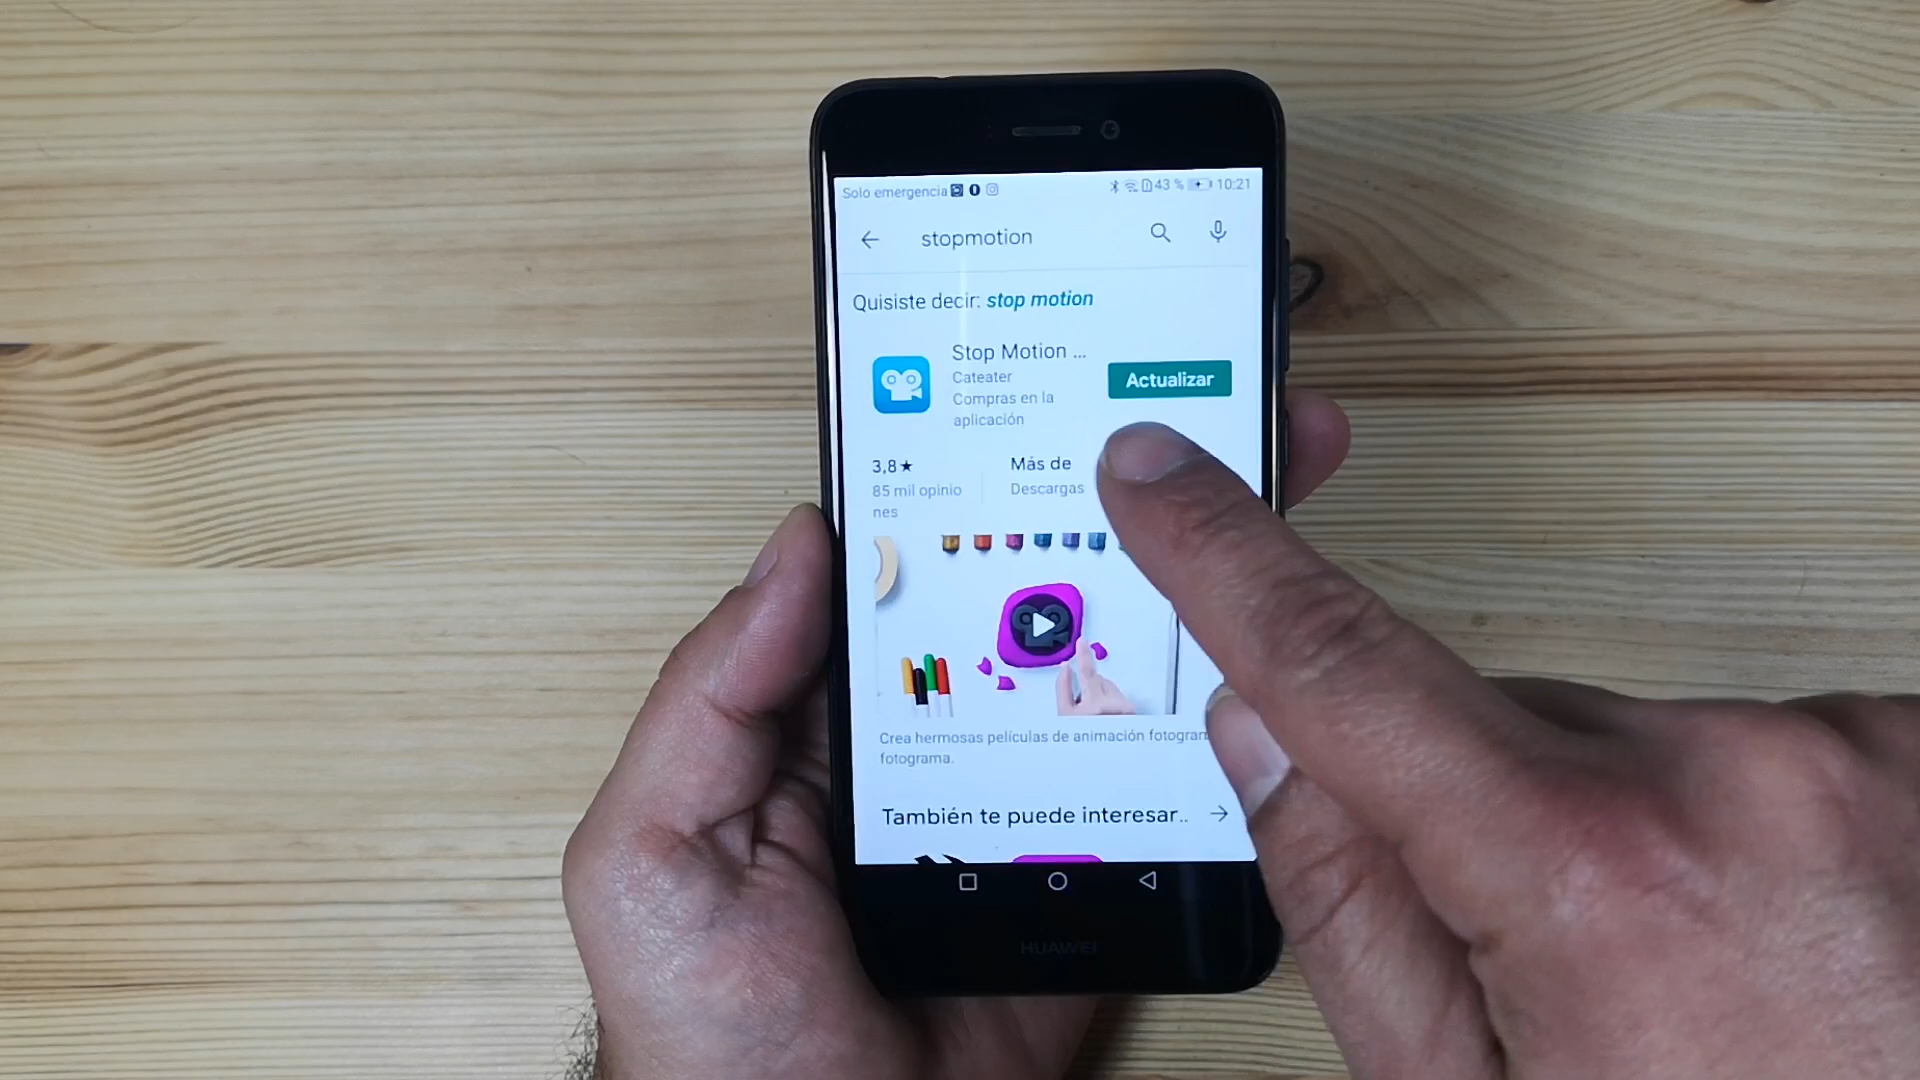 Solo emergencia 43 % 10:21
stopmotion
Quisiste decir: stop motion
Stop Motion ...
Cateater
Compras en la
aplicación
Actualizar
3,8★
85 mil opinio
nes
Más de
Descargas
Crea hermosas películas de animación fotogram
fotograma.
También te puede interesar..
HUAWEI